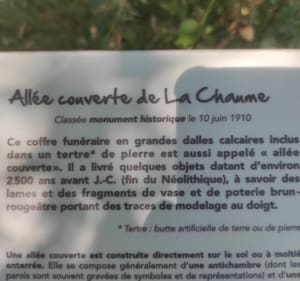 Allée couverte de La Chaume
Classée monument historique le 10 juin 1910
Ce coffre funéraire en grandes dalles calcaires inclus
dans un tertre* de pierre est aussi appelé « allée
couverte». Il a livré quelques objets datant d'environ
2500 ans avant J.-C. (fin du Néolithique), à savoir des
lames et des fragments de vase et de poterie brun-
rougeâtre portant des traces de modelage au doigt.
* Tertre : butte artificielle de terre ou de pierre
Une allée couverte est construite directement sur le sol ou à moitié
enterrée. Elle se compose généralement d'une antichambre (dont les
parois sont souvent gravées de symboles et de représentations) et d'une